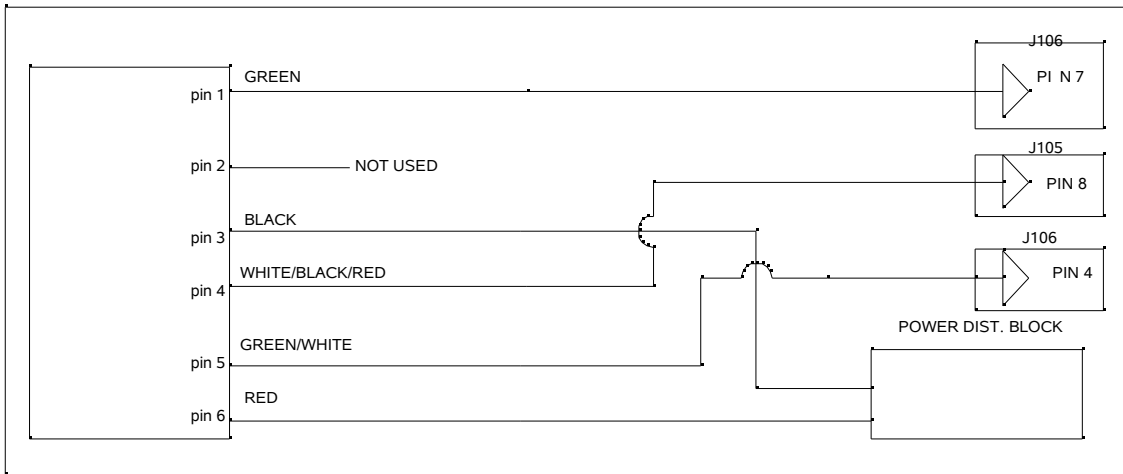 J106
GREEN
PI N 7
pin 1
J105
pin 2
NOT USED
PIN 8
BLACK
pin 3
J106
WHITE/BLACK/RED
PIN 4
pin 4
POWER DIST. BLOCK
GREEN/WHITE
pin 5
RED
pin 6